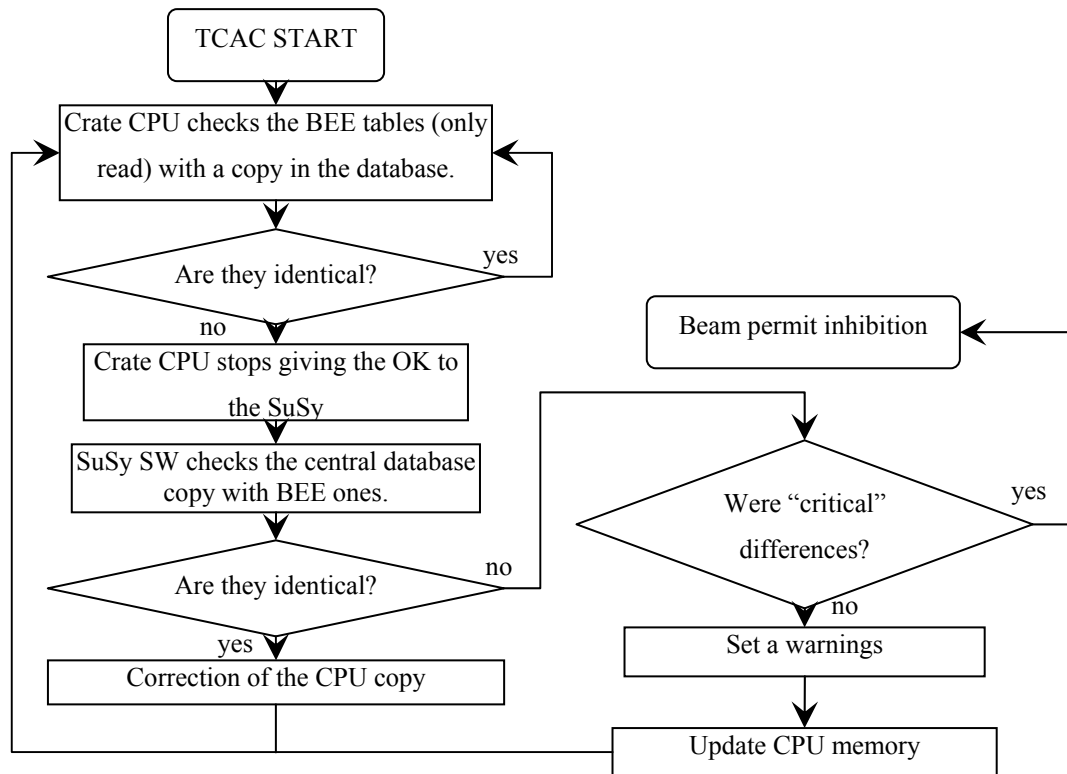 TCAC START
Crate CPU checks the BEE tables (only
read) with a copy in the database.
yes
Are they identical?
no
Crate CPU stops giving the OK to
the SuSy
SuSy SW checks the central database
copy with BEE ones.
Are they identical?
no
yes
Correction of the CPU copy
Beam permit inhibition
Were “critical”
differences?
yes
no
Set a warnings
Update CPU memory